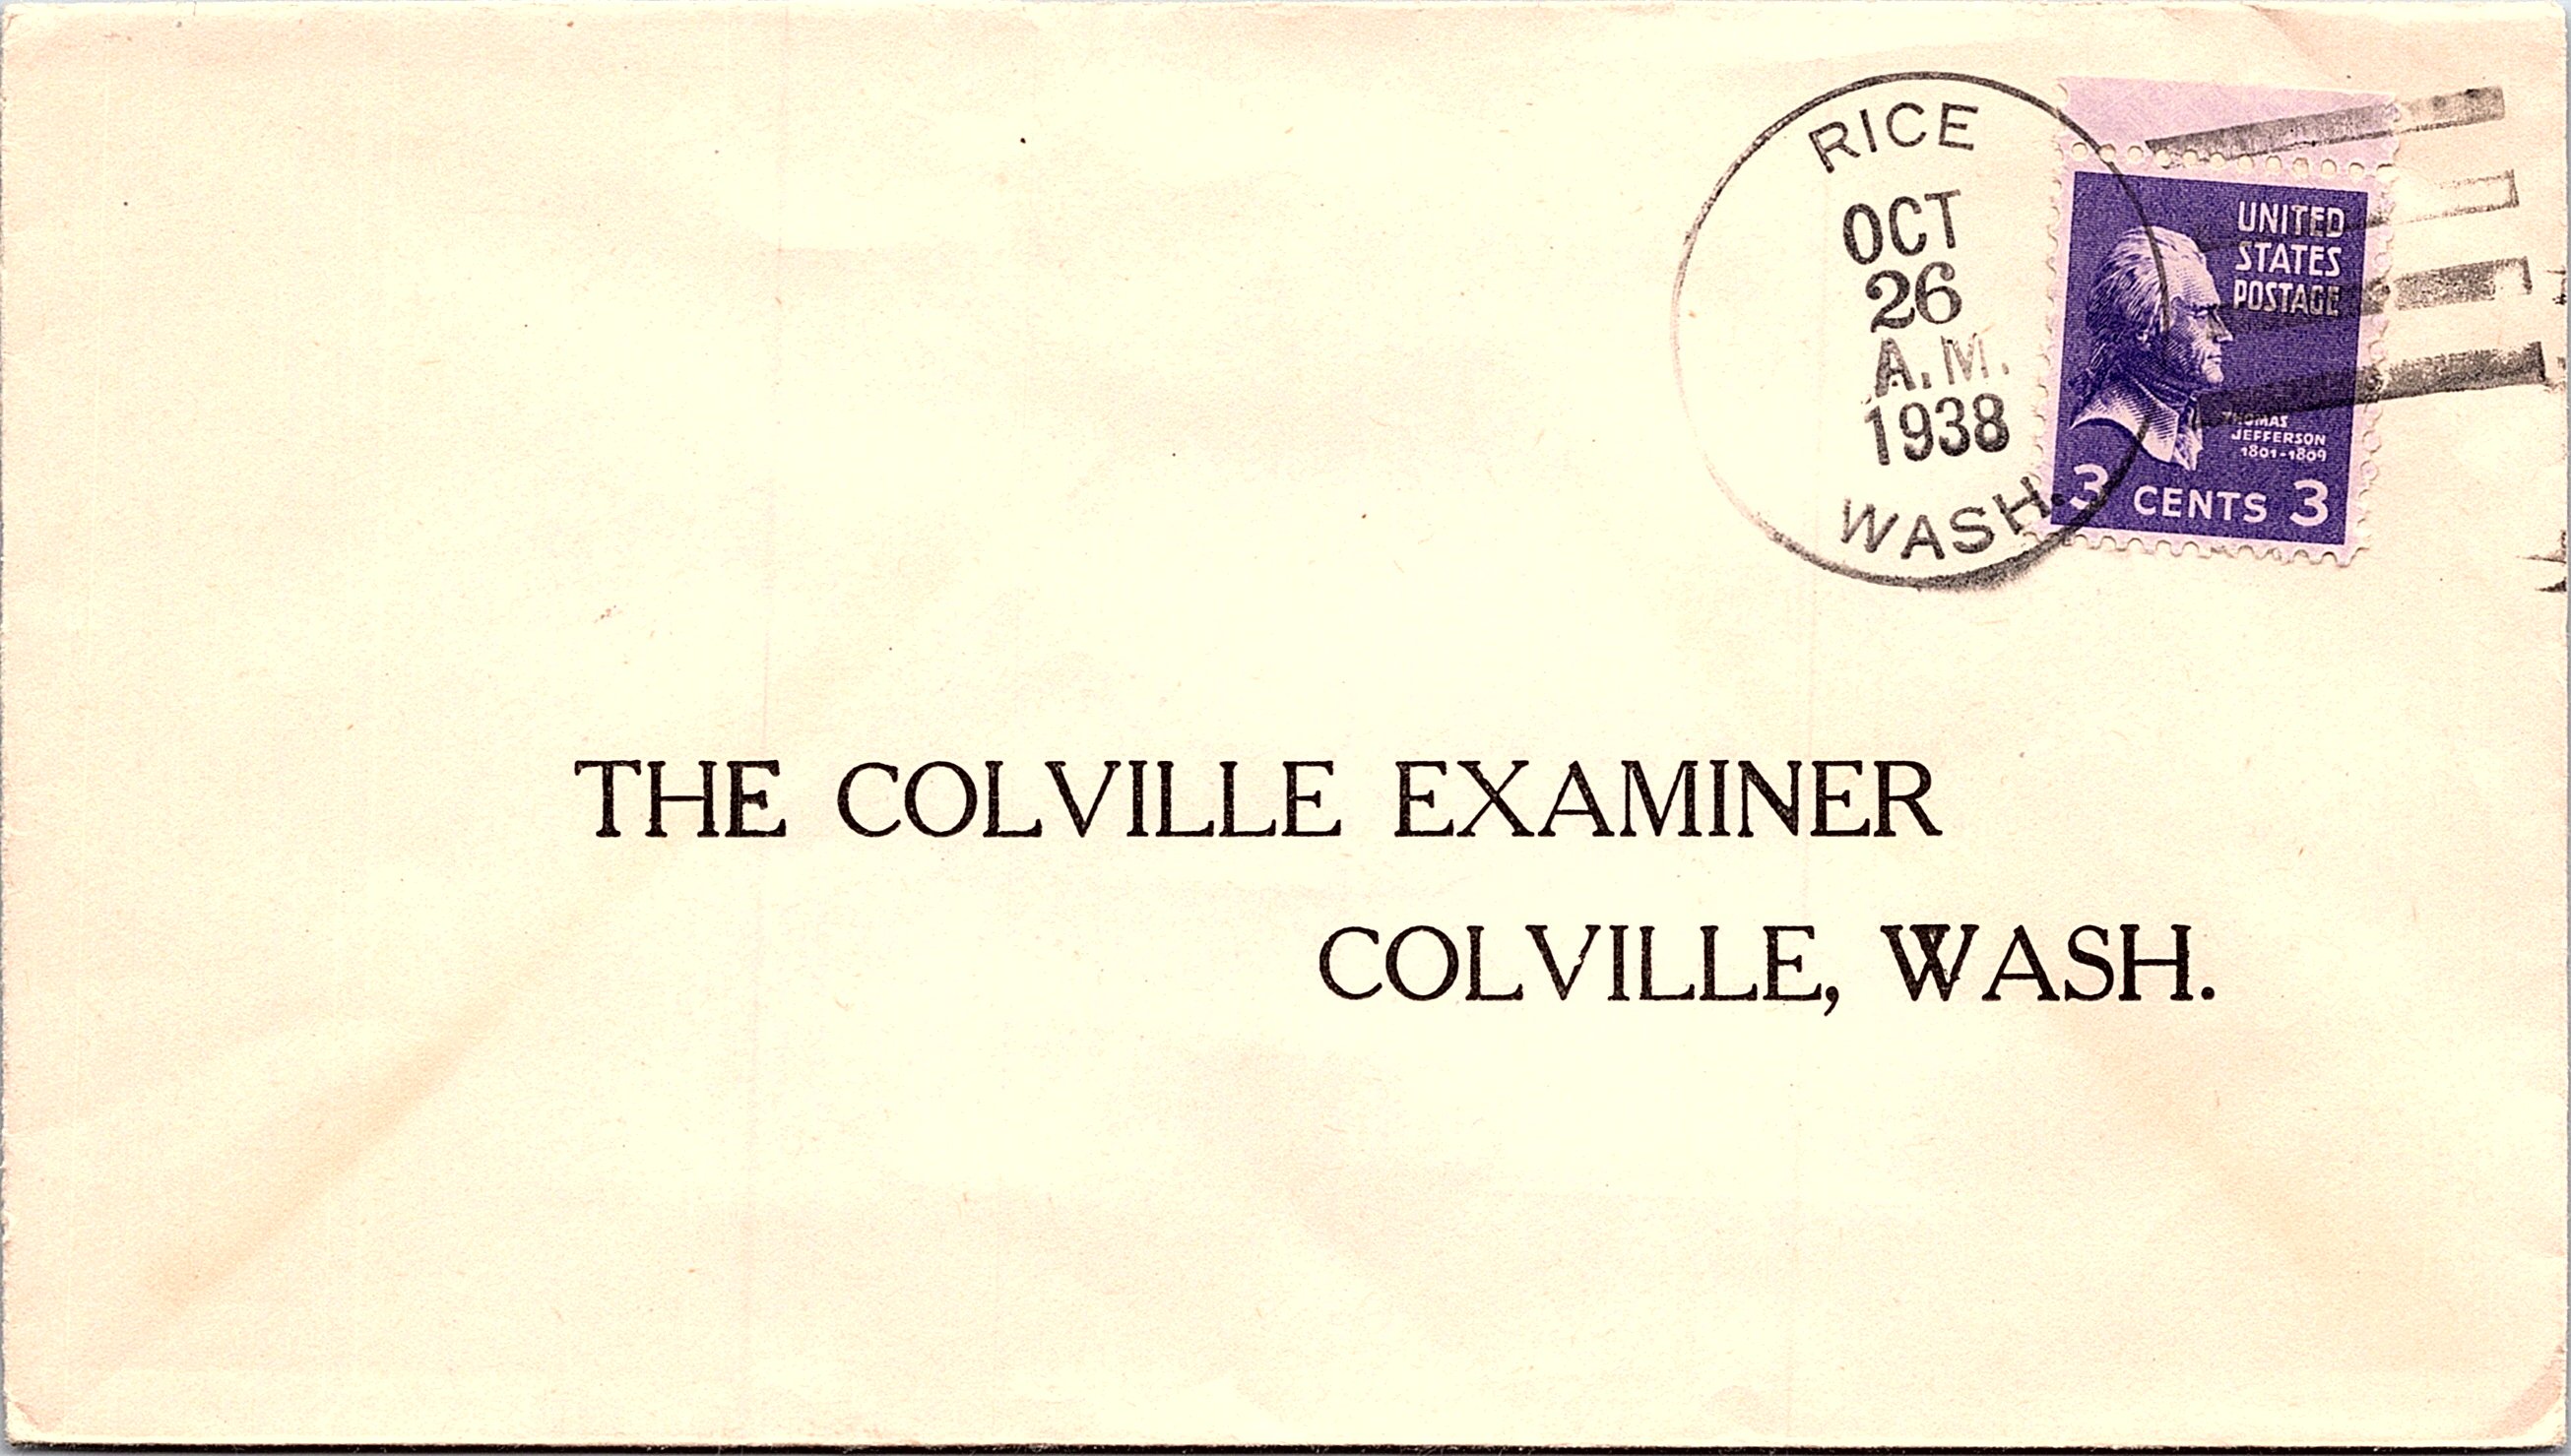 RICE
OCT
26
A.M.
1938
WASH.
UNITED
STATES
POSTAGE
THOMAS
JEFFERSON
1801-1809
3 CENTS 3
THE COLVILLE EXAMINER
COLVILLE, WASH.